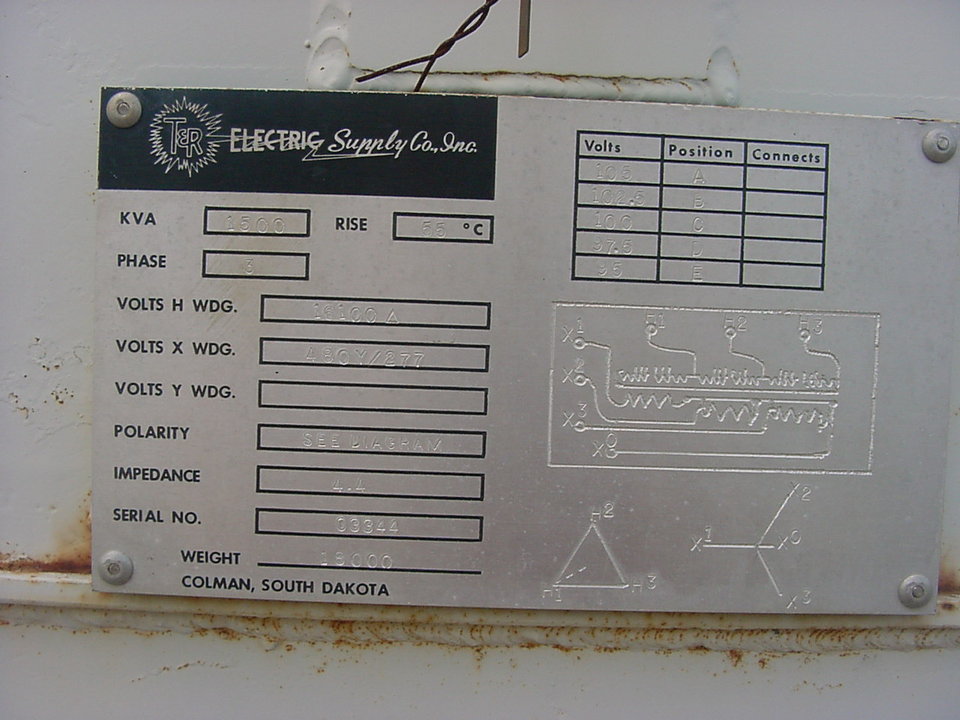 T&R ELECTRIC Supply Co., Inc.
KVA 1500 RISE 65 °C
PHASE 3
VOLTS H WDG. 16100 Δ
VOLTS X WDG. 480Y/277
VOLTS Y WDG.
POLARITY SEE DIAGRAM
IMPEDANCE 4.4
SERIAL NO. 03344
WEIGHT 18000
COLMAN, SOUTH DAKOTA
Volts Position Connects
105 A
102.5 B
100 C
97.5 D
95 E
H1 H2 H3
X1
X2
X3
X0
H2
H1 H3
X2
X1 X0
X3